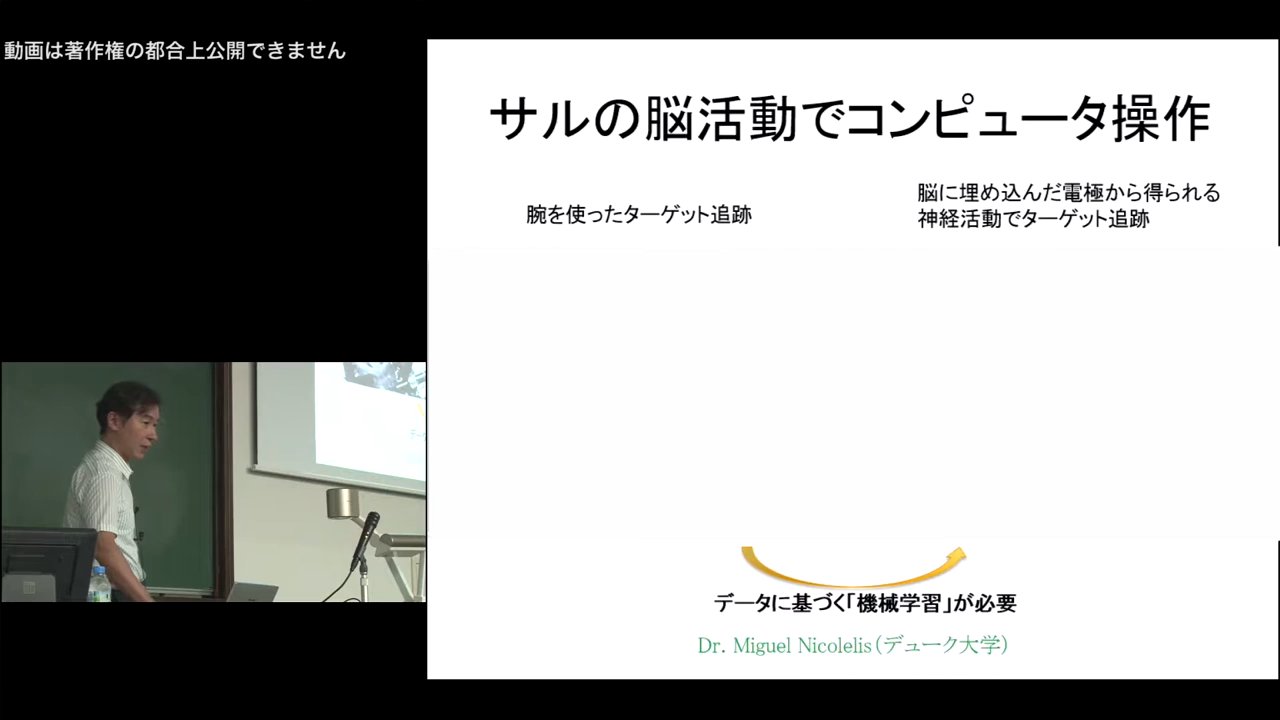 動画は著作権の都合上公開できません
サルの脳活動でコンピュータ操作
腕を使ったターゲット追跡
脳に埋め込んだ電極から得られる
神経活動でターゲット追跡
データに基づく「機械学習」が必要
Dr. Miguel Nicolelis（デューク大学）